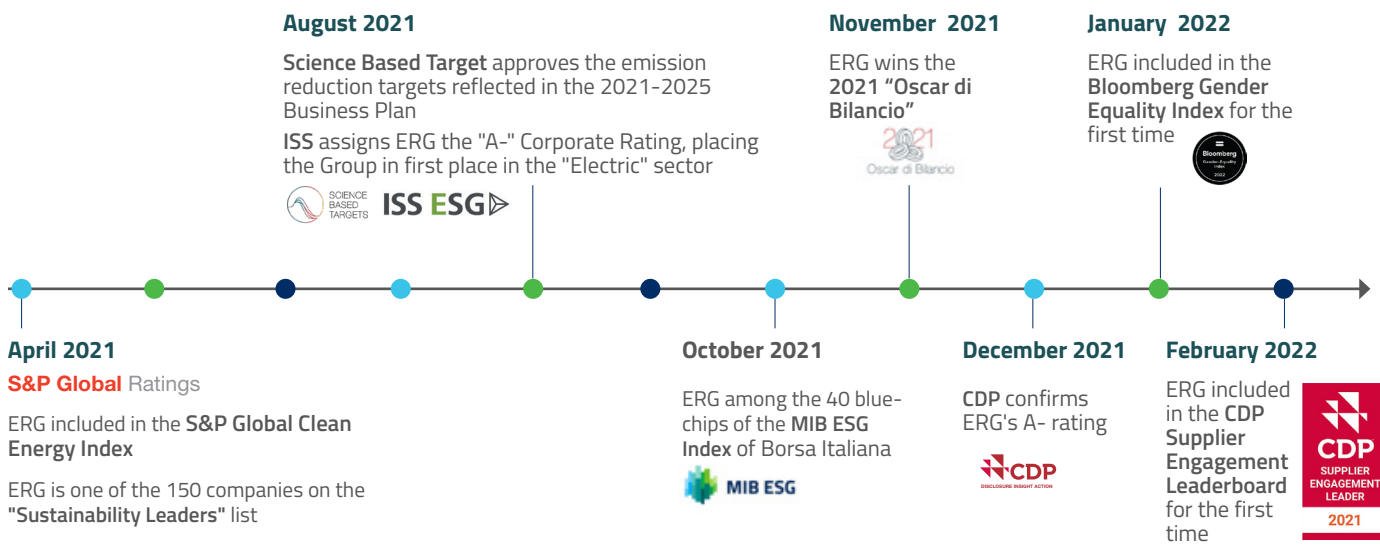 August 2021
Science Based Target approves the emission
reduction targets reflected in the 2021-2025
Business Plan
ISS assigns ERG the "A-" Corporate Rating, placing
the Group in first place in the "Electric" sector
SCIENCE
BASED
TARGETS
ISS ESG
November 2021
ERG wins the
2021 “Oscar di
Bilancio”
2021
Oscar di Bilancio
January 2022
ERG included in the
Bloomberg Gender
Equality Index for the
first time
Bloomberg
Gender-Equality
Index
2022
April 2021
S&P Global Ratings
ERG included in the S&P Global Clean
Energy Index
ERG is one of the 150 companies on the
"Sustainability Leaders" list
October 2021
ERG among the 40 blue-
chips of the MIB ESG
Index of Borsa Italiana
MIB ESG
December 2021
CDP confirms
ERG's A- rating
CDP
DISCLOSURE INSIGHT ACTION
February 2022
ERG included
in the CDP
Supplier
Engagement
Leaderboard
for the first
time
CDP
SUPPLIER
ENGAGEMENT
LEADER
2021